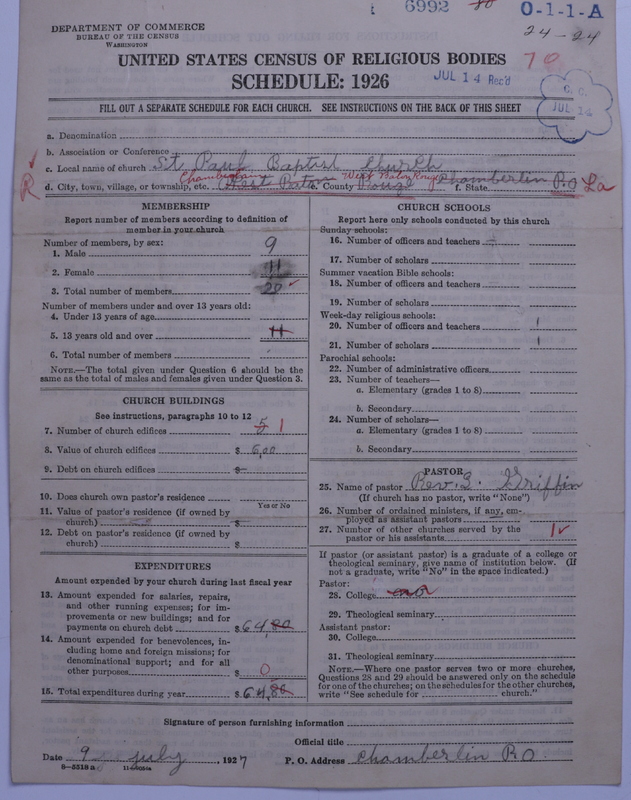 6992
O-1-1-A
DEPARTMENT OF COMMERCE
BUREAU OF THE CENSUS
WASHINGTON
24-24
UNITED STATES CENSUS OF RELIGIOUS BODIES
70
SCHEDULE: 1926
JUL 14 Rec'd
C. C.
JUL 14
FILL OUT A SEPARATE SCHEDULE FOR EACH CHURCH. SEE INSTRUCTIONS ON THE BACK OF THIS SHEET
a. Denomination
b. Association or Conference
c. Local name of church St Paul Baptist Church
R
d. City, town, village, or township, etc. Chamberlin West Baton e. County West Baton Rouge Rouge f. State Chamberlin P.O La
MEMBERSHIP
Report number of members according to definition of
member in your church
Number of members, by sex:
1. Male 9
2. Female 11
3. Total number of members 20
Number of members under and over 13 years old:
4. Under 13 years of age
5. 13 years old and over 11
6. Total number of members
NOTE.—The total given under Question 6 should be
the same as the total of males and females given under Question 3.
CHURCH BUILDINGS
See instructions, paragraphs 10 to 12
7. Number of church edifices 5 1
8. Value of church edifices $ 6,00
9. Debt on church edifices $
10. Does church own pastor's residence
Yes or No
11. Value of pastor's residence (if owned by
church) $
12. Debt on pastor's residence (if owned by
church) $
EXPENDITURES
Amount expended by your church during last fiscal year
13. Amount expended for salaries, repairs,
and other running expenses; for im-
provements or new buildings; and for
payments on church debt $ 64,80
14. Amount expended for benevolences, in-
cluding home and foreign missions; for
denominational support; and for all
other purposes $ 0
15. Total expenditures during year $ 64,80
CHURCH SCHOOLS
Report here only schools conducted by this church
Sunday schools:
16. Number of officers and teachers
17. Number of scholars
Summer vacation Bible schools:
18. Number of officers and teachers
19. Number of scholars
Week-day religious schools:
20. Number of officers and teachers 1
21. Number of scholars 1
Parochial schools:
22. Number of administrative officers
23. Number of teachers—
a. Elementary (grades 1 to 8)
b. Secondary
24. Number of scholars—
a. Elementary (grades 1 to 8)
b. Secondary
PASTOR
25. Name of pastor Rev. S. Griffin
(If church has no pastor, write "None")
26. Number of ordained ministers, if any, em-
ployed as assistant pastors
27. Number of other churches served by the
pastor or his assistants 1
If pastor (or assistant pastor) is a graduate of a college or
theological seminary, give name of institution below. (If
not a graduate, write "No" in the space indicated.)
Pastor:
28. College no
29. Theological seminary
Assistant pastor:
30. College
31. Theological seminary
NOTE.—Where one pastor serves two or more churches,
Questions 28 and 29 should be answered only on the schedule
for one of the churches; on the schedules for the other churches,
write "See schedule for church."
Signature of person furnishing information
Official title
Date 9 July, 1927 P. O. Address Chamberlin P.O
8—5518 a